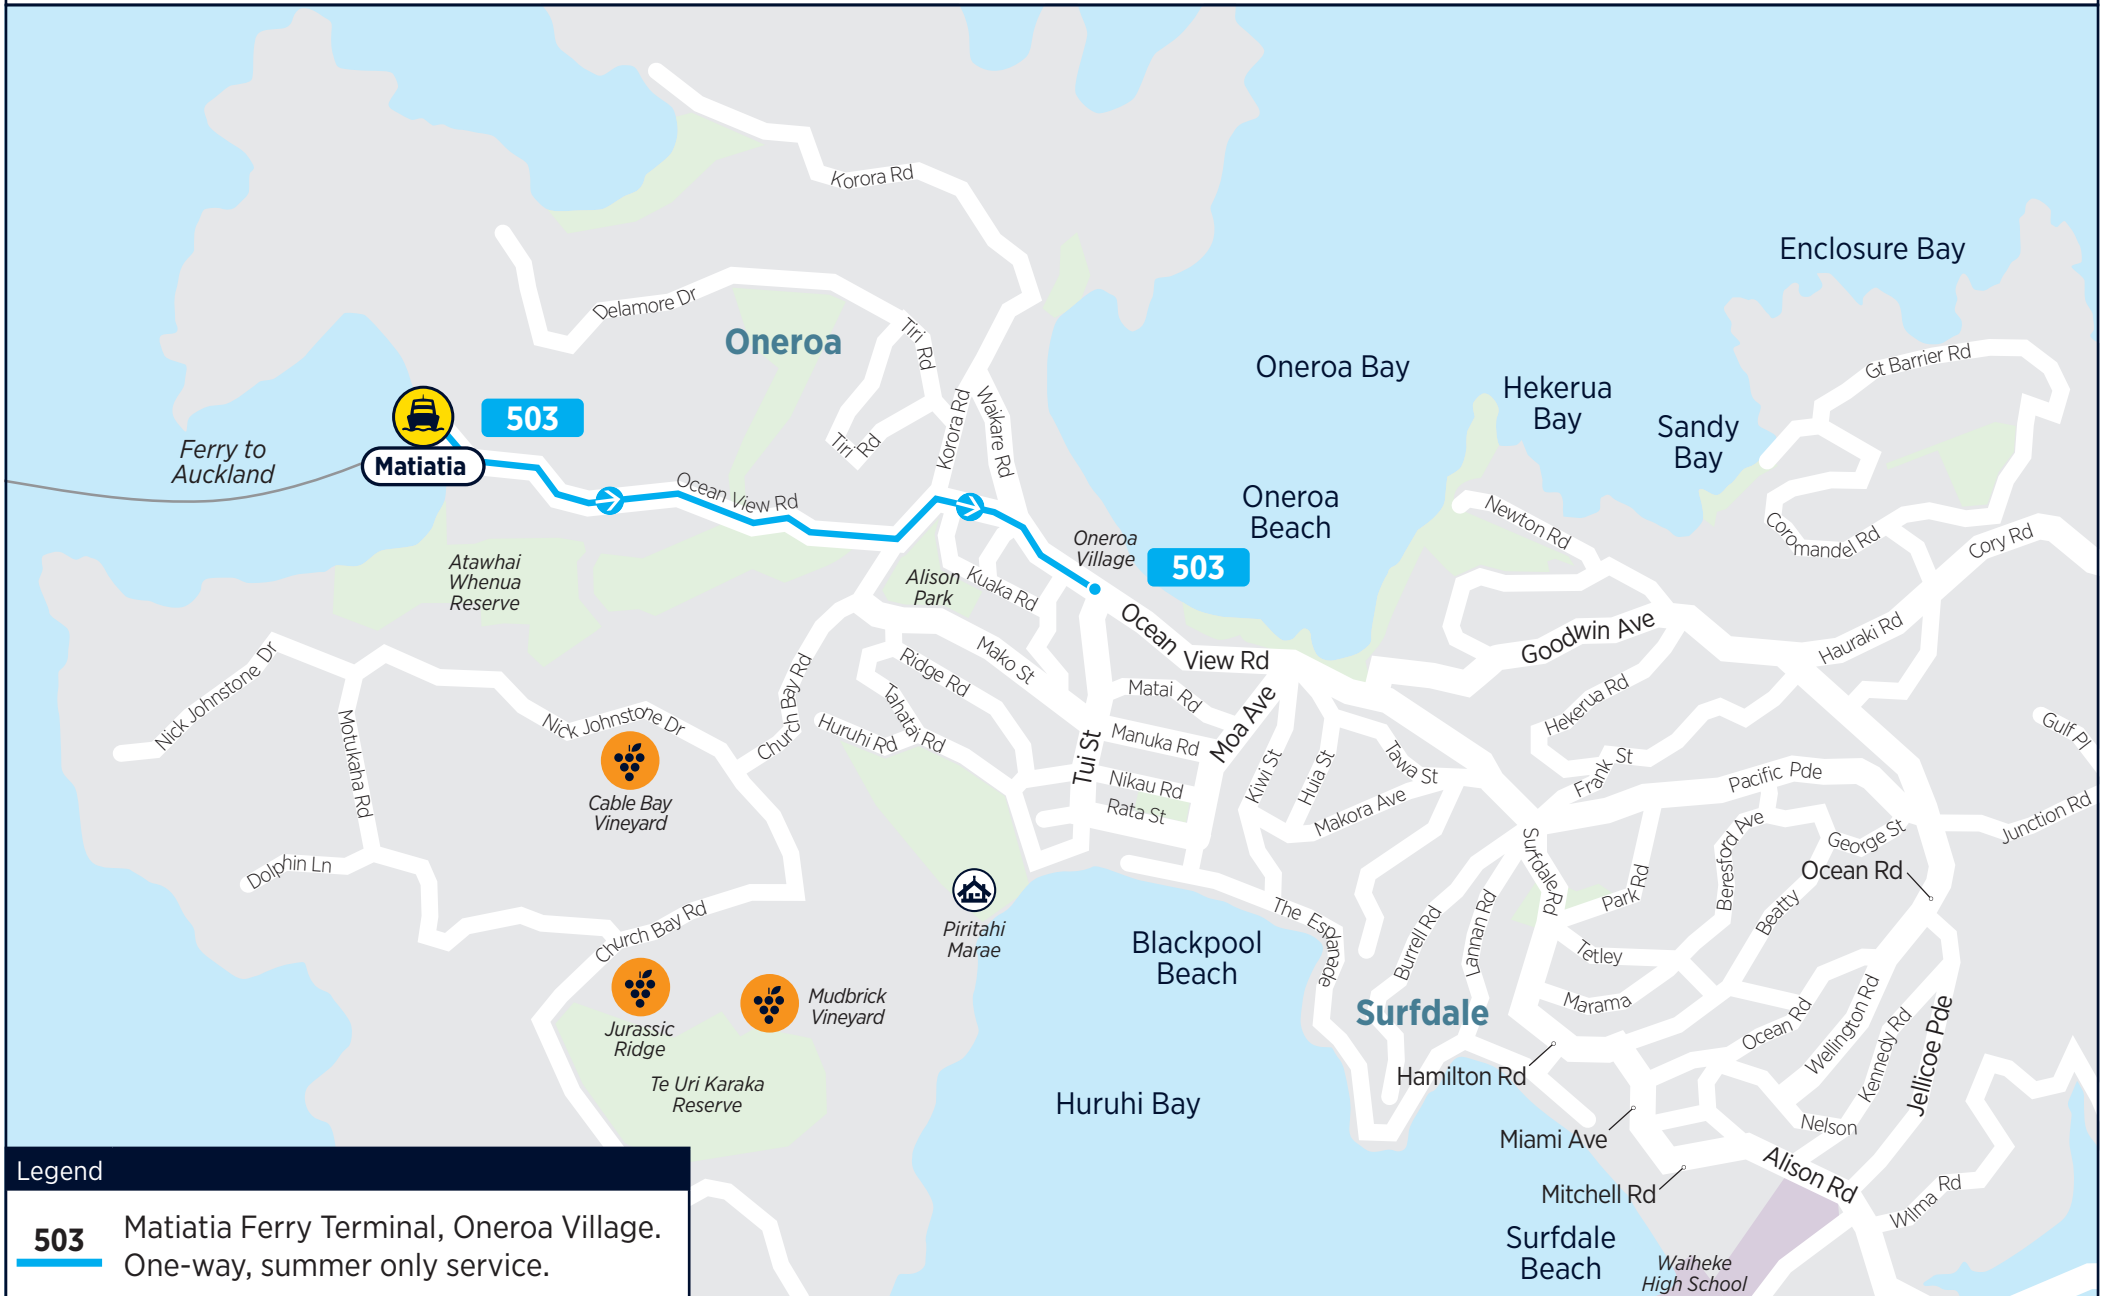 Korora Rd
Enclosure Bay
Delamore Dr
Tiri Rd
Oneroa
Gt Barrier Rd
Oneroa Bay
Hekerua
Bay
Sandy
Bay
503
Ferry to
Auckland
Matiatia
Tiri Rd
Korora Rd
Waikare Rd
Ocean View Rd
Oneroa
Beach
Newton Rd
Coromandel Rd
Cory Rd
Oneroa
Village
503
Atawhai
Whenua
Reserve
Alison
Park
Kuaka Rd
Ocean
View Rd
Goodwin Ave
Hauraki Rd
Nick Johnstone Dr
Motukaha Rd
Nick Johnstone Dr
Church Bay Rd
Mako St
Ridge Rd
Tahatai Rd
Huruhi Rd
Matai Rd
Manuka Rd
Moa Ave
Tui St
Nikau Rd
Rata St
Kiwi St
Huia St
Tawa St
Makora Ave
Hekerua Rd
Frank St
Pacific Pde
Gulf Pl
Junction Rd
George St
Beresford Ave
Ocean Rd
Cable Bay
Vineyard
Dolphin Ln
Church Bay Rd
Piritahi
Marae
Blackpool
Beach
The Esplanade
Burrell Rd
Lannan Rd
Surfdale Rd
Park Rd
Beatty
Tetley
Marama
Surfdale
Jurassic
Ridge
Mudbrick
Vineyard
Te Uri Karaka
Reserve
Huruhi Bay
Hamilton Rd
Ocean Rd
Wellington Rd
Kennedy Rd
Jellicoe Pde
Miami Ave
Nelson
Mitchell Rd
Alison Rd
Wilma Rd
Surfdale
Beach
Waiheke
High School
Legend
503
Matiatia Ferry Terminal, Oneroa Village.
One-way, summer only service.